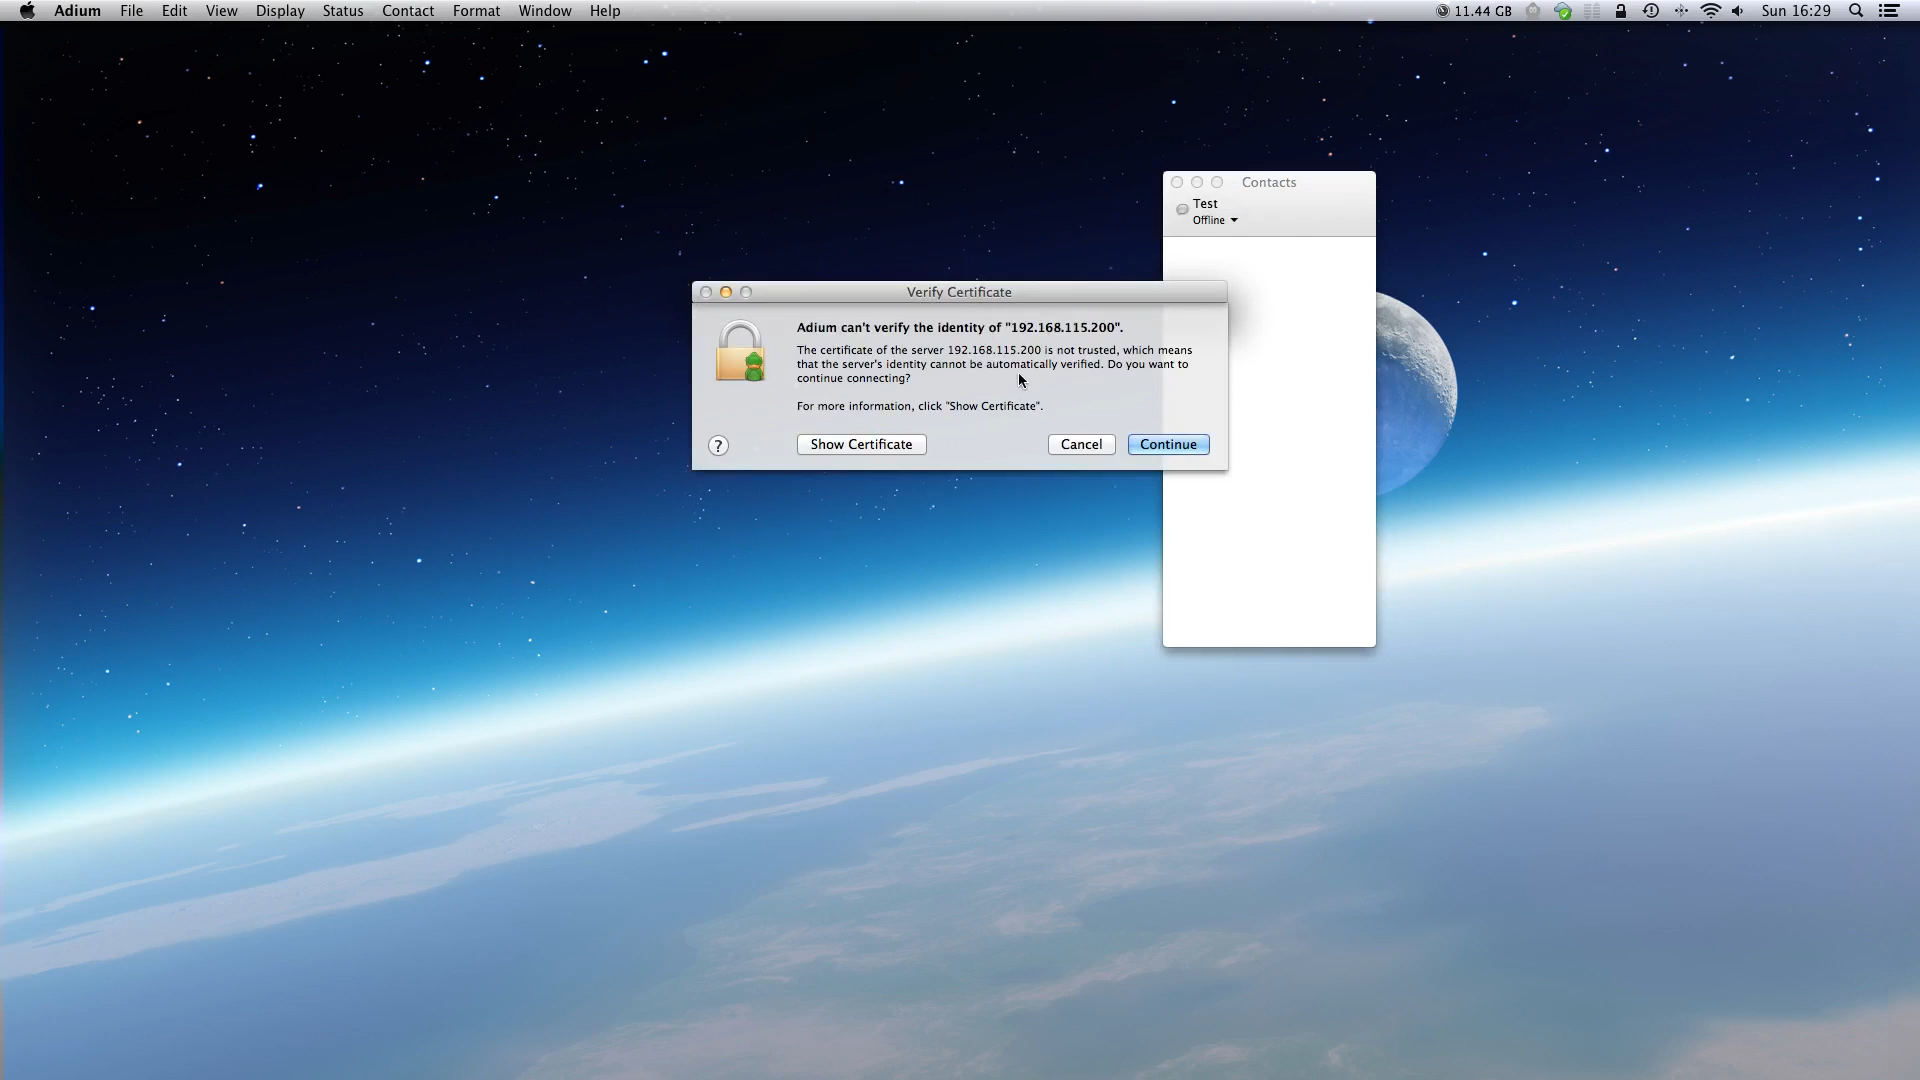 Adium File Edit View Display Status Contact Format Window Help 11.44 GB Sun 16:29
Contacts
Test
Offline
Verify Certificate
Adium can't verify the identity of "192.168.115.200".
The certificate of the server 192.168.115.200 is not trusted, which means
that the server's identity cannot be automatically verified. Do you want to
continue connecting?
For more information, click "Show Certificate".
? Show Certificate Cancel Continue